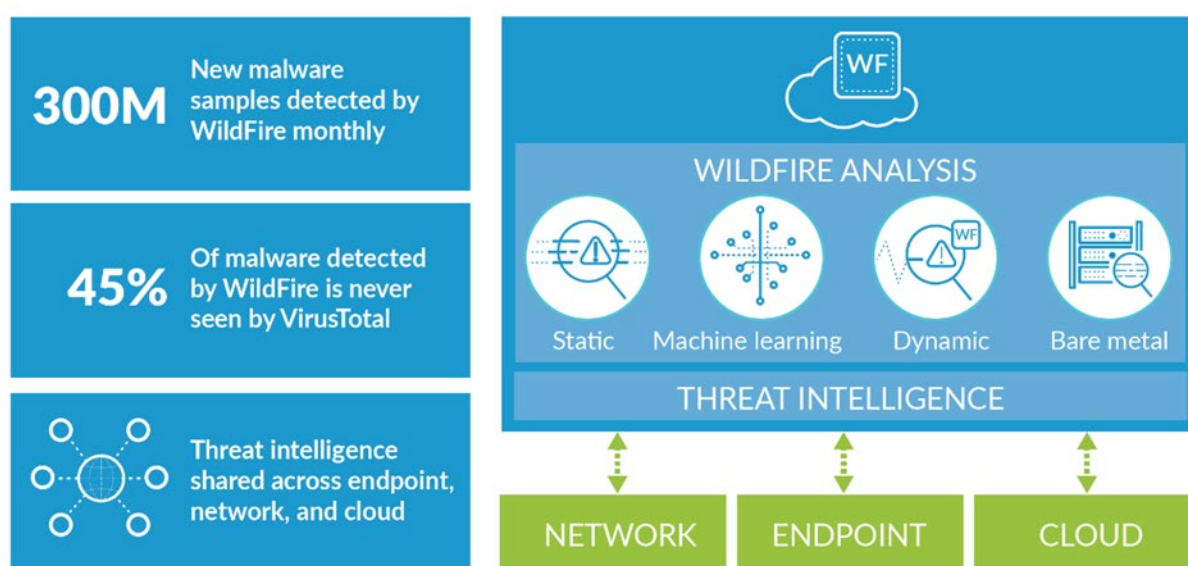 300M
New malware
samples detected by
WildFire monthly
45%
Of malware detected
by WildFire is never
seen by VirusTotal
Threat intelligence
shared across endpoint,
network, and cloud
WF
WILDFIRE ANALYSIS
WF
Static
Machine learning
Dynamic
Bare metal
THREAT INTELLIGENCE
NETWORK
ENDPOINT
CLOUD